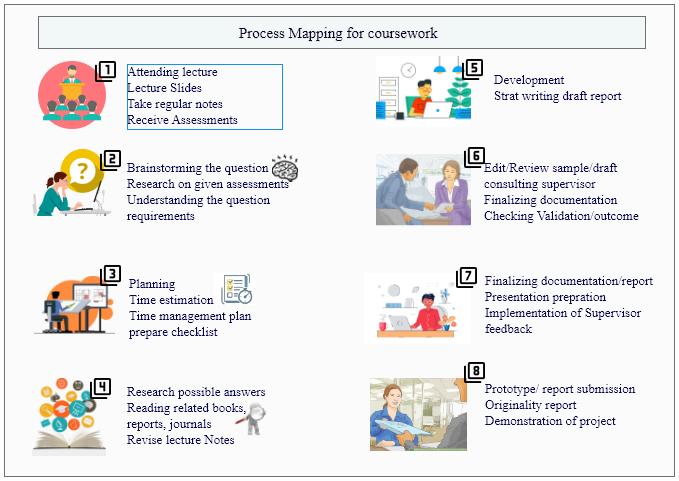 Process Mapping for coursework
1
Attending lecture
Lecture Slides
Take regular notes
Receive Assessments
2
?
Brainstorming the question
Research on given assessments
Understanding the question
requirements
3
Planning
Time estimation
Time management plan
prepare checklist
4
Research possible answers
Reading related books,
reports, journals
Revise lecture Notes
5
Development
Strat writing draft report
6
Edit/Review sample/draft
consulting supervisor
Finalizing documentation
Checking Validation/outcome
7
Finalizing documentation/report
Presentation prepration
Implementation of Supervisor
feedback
8
Prototype/ report submission
Originality report
Demonstration of project